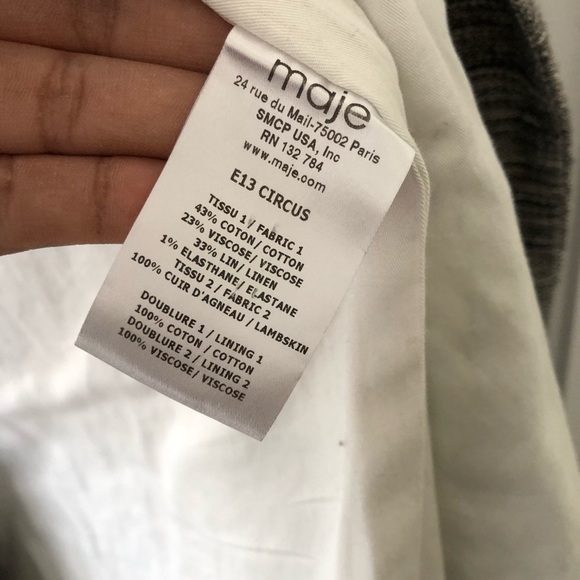 maje
24 rue du Mail-75002 Paris
SMCP USA, Inc
RN 132 784
www.maje.com
E13 CIRCUS
TISSU 1/ FABRIC 1
43% COTON/ COTTON
23% VISCOSE/ VISCOSE
33% LIN/ LINEN
1% ELASTHANE/ ELASTANE
TISSU 2 / FABRIC 2
100% CUIR D'AGNEAU / LAMBSKIN
DOUBLURE 1 / LINING 1
100% COTON / COTTON
DOUBLURE 2 / LINING 2
100% VISCOSE/ VISCOSE